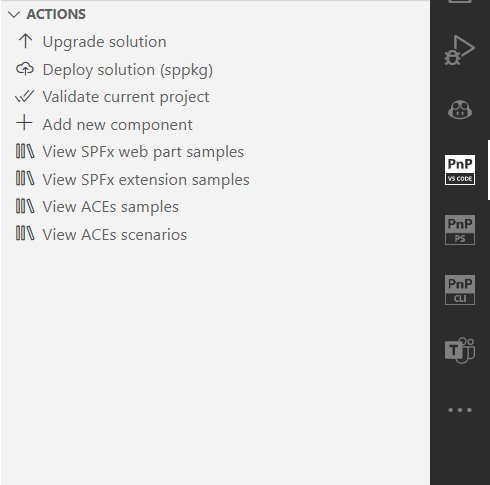 ACTIONS
Upgrade solution
Deploy solution (sppkg)
Validate current project
Add new component
View SPFx web part samples
View SPFx extension samples
View ACEs samples
View ACEs scenarios
PnP
VS CODE
PnP
PS
PnP
CLI
T